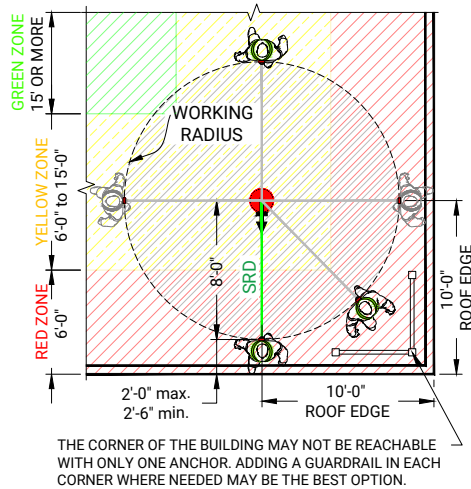 GREEN ZONE
15' OR MORE
YELLOW ZONE
6'-0" to 15'-0"
RED ZONE
6'-0"
WORKING
RADIUS
8'-0"
SRD
10'-0"
ROOF EDGE
2'-0" max.
2'-6" min.
10'-0"
ROOF EDGE
THE CORNER OF THE BUILDING MAY NOT BE REACHABLE
WITH ONLY ONE ANCHOR. ADDING A GUARDRAIL IN EACH
CORNER WHERE NEEDED MAY BE THE BEST OPTION.